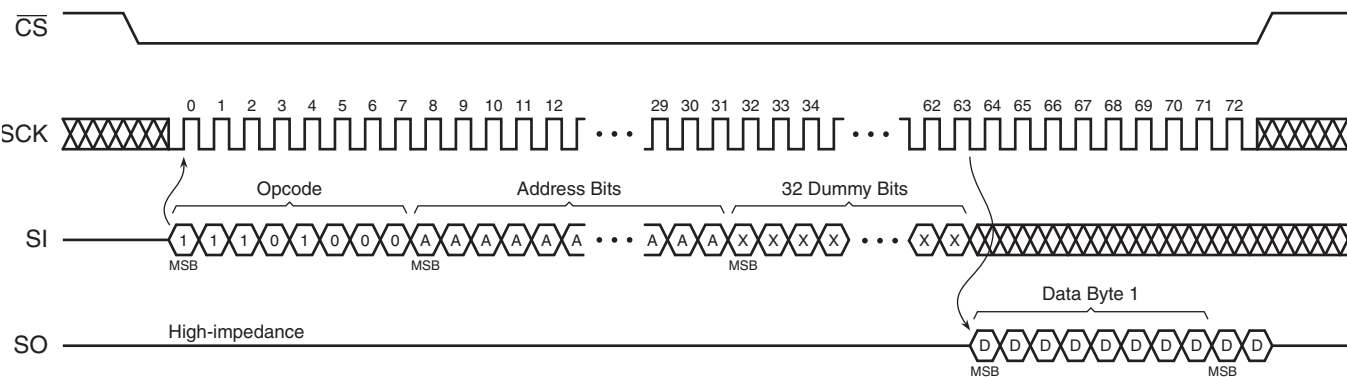 CS
0 1 2 3 4 5 6 7 8 9 10 11 12 29 30 31 32 33 34 62 63 64 65 66 67 68 69 70 71 72
SCK
Opcode Address Bits 32 Dummy Bits
SI 1 1 1 0 1 0 0 0 A A A A A A A A A X X X X X X
MSB MSB MSB
Data Byte 1
High-impedance
SO D D D D D D D D D D
MSB MSB